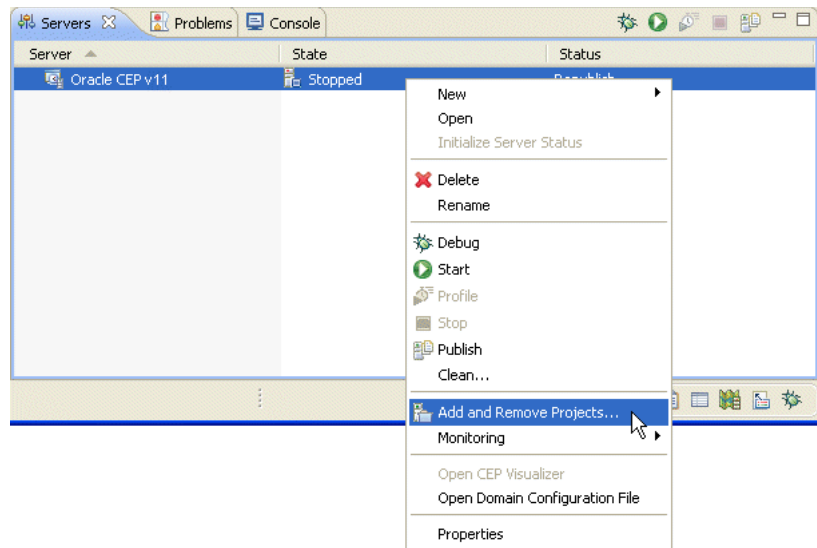 Servers Problems Console
Server State Status
Oracle CEP v11 Stopped Republish
New
Open
Initialize Server Status
Delete
Rename
Debug
Start
Profile
Stop
Publish
Clean...
Add and Remove Projects...
Monitoring
Open CEP Visualizer
Open Domain Configuration File
Properties